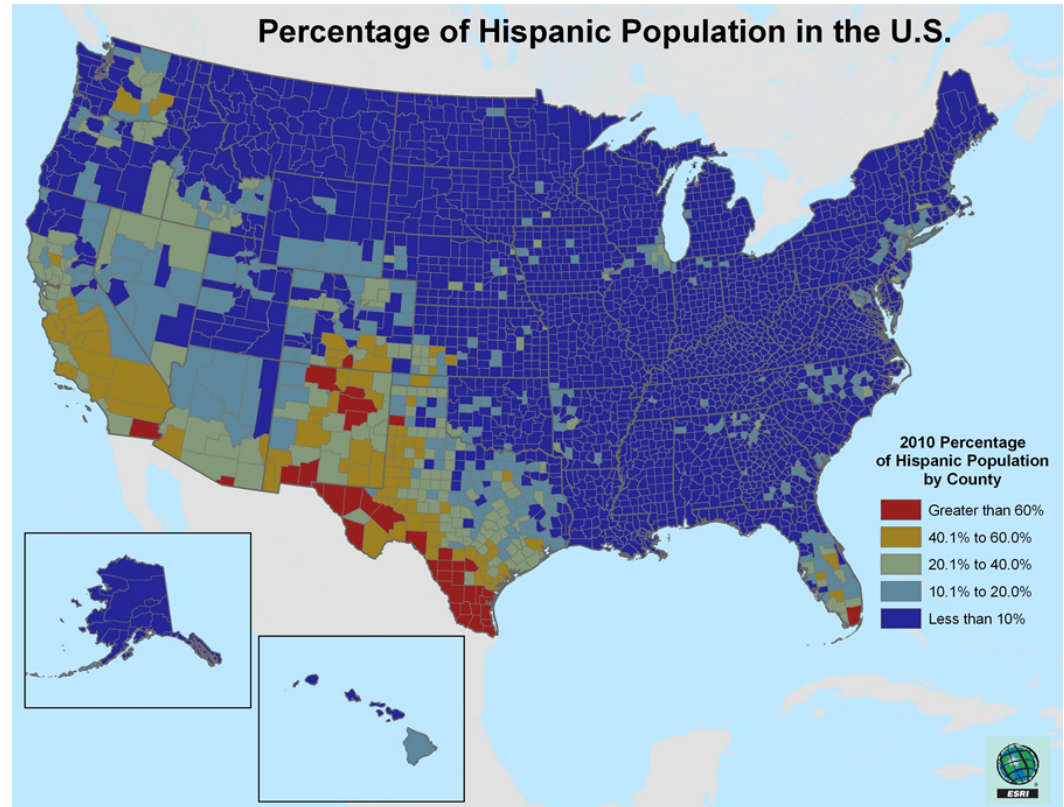 Percentage of Hispanic Population in the U.S.
2010 Percentage
of Hispanic Population
by County
Greater than 60%
40.1% to 60.0%
20.1% to 40.0%
10.1% to 20.0%
Less than 10%
ESRI